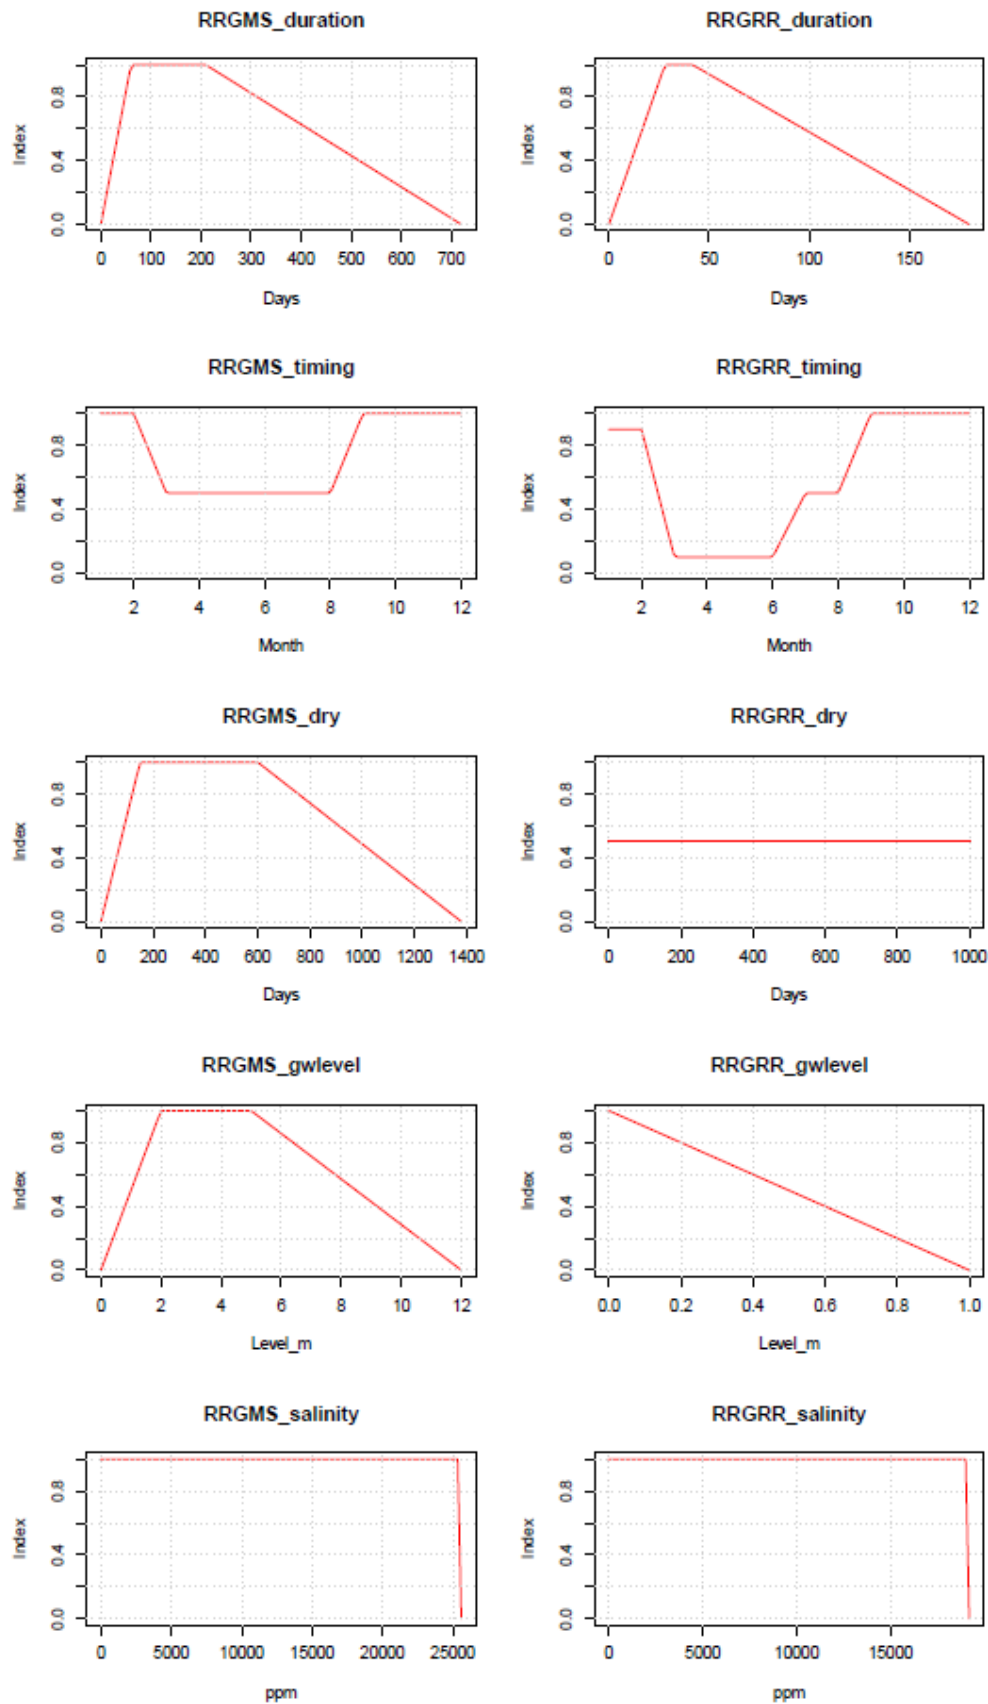 RRGMS_duration
Index
0.0 0.4 0.8
0 100 200 300 400 500 600 700
Days
RRGRR_duration
Index
0.0 0.4 0.8
0 50 100 150
Days
RRGMS_timing
Index
0.0 0.4 0.8
2 4 6 8 10 12
Month
RRGRR_timing
Index
0.0 0.4 0.8
2 4 6 8 10 12
Month
RRGMS_dry
Index
0.0 0.4 0.8
0 200 400 600 800 1000 1200 1400
Days
RRGRR_dry
Index
0.0 0.4 0.8
0 200 400 600 800 1000
Days
RRGMS_gwlevel
Index
0.0 0.4 0.8
0 2 4 6 8 10 12
Level_m
RRGRR_gwlevel
Index
0.0 0.4 0.8
0.0 0.2 0.4 0.6 0.8 1.0
Level_m
RRGMS_salinity
Index
0.0 0.4 0.8
0 5000 10000 15000 20000 25000
ppm
RRGRR_salinity
Index
0.0 0.4 0.8
0 5000 10000 15000
ppm